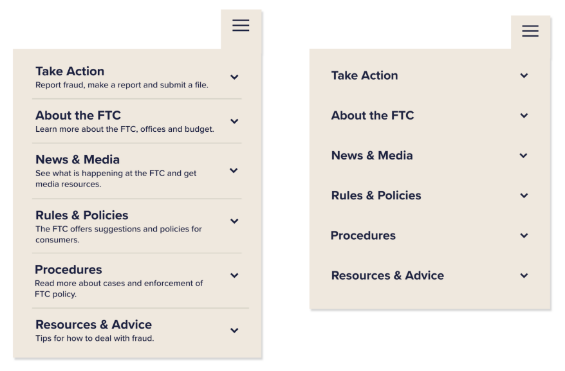 Take Action
Report fraud, make a report and submit a file.
About the FTC
Learn more about the FTC, offices and budget.
News & Media
See what is happening at the FTC and get
media resources.
Rules & Policies
The FTC offers suggestions and policies for
consumers.
Procedures
Read more about cases and enforcement of
FTC policy.
Resources & Advice
Tips for how to deal with fraud.
Take Action
About the FTC
News & Media
Rules & Policies
Procedures
Resources & Advice